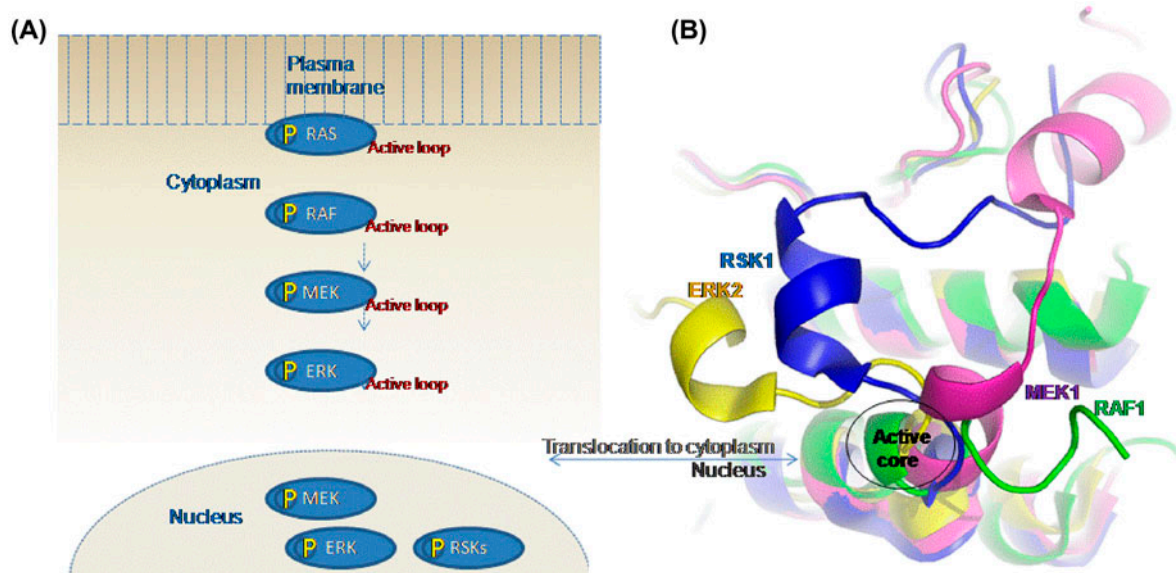 (A)
Plasma
membrane
P RAS
Active loop
Cytoplasm
P RAF
Active loop
P MEK
Active loop
P ERK
Active loop
Translocation to cytoplasm
Nucleus
P MEK
Nucleus
P ERK
P RSKs
(B)
RSK1
ERK2
MEK1
RAF1
Active
core